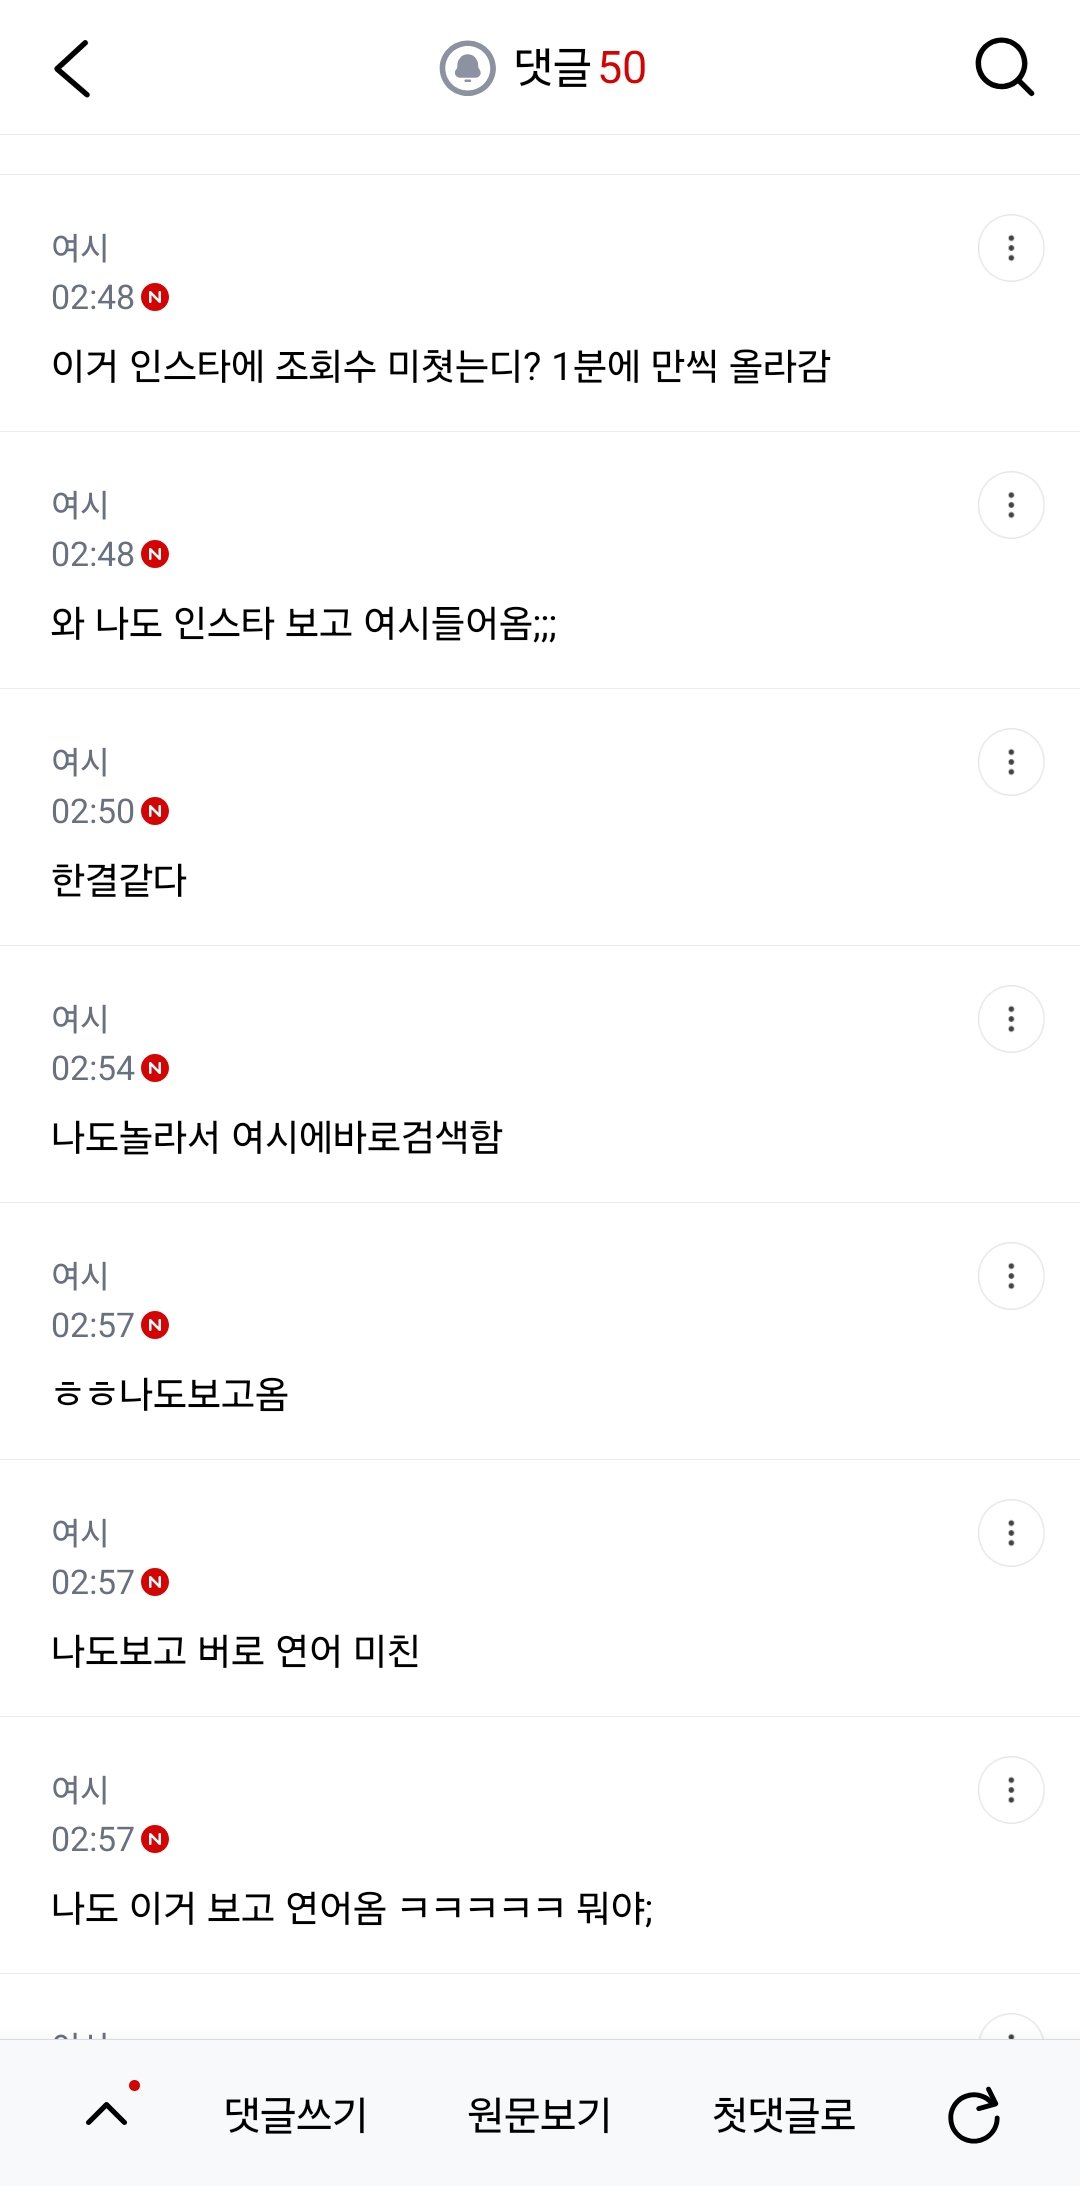 댓글 50
여시
02:48 N
이거 인스타에 조회수 미쳣는디? 1분에 만씩 올라감
여시
02:48 N
와 나도 인스타 보고 여시들어옴;;;
여시
02:50 N
한결같다
여시
02:54 N
나도놀라서 여시에바로검색함
여시
02:57 N
ㅎㅎ나도보고옴
여시
02:57 N
나도보고 버로 연어 미친
여시
02:57 N
나도 이거 보고 연어옴 ㅋㅋㅋㅋㅋ 뭐야;
댓글쓰기 원문보기 첫댓글로